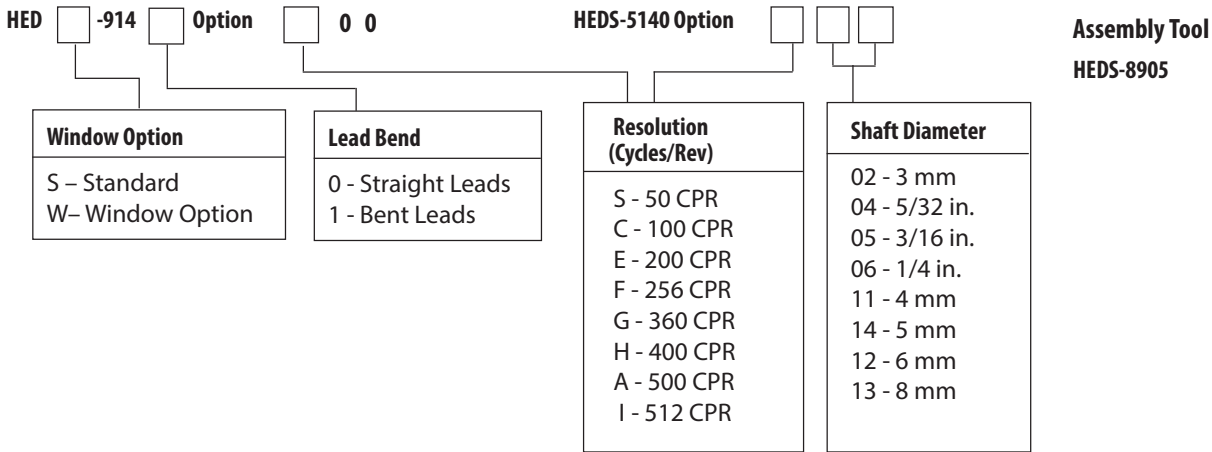 HED -914 Option 0 0 HEDS-5140 Option
Assembly Tool
HEDS-8905
Window Option
S – Standard
W– Window Option
Lead Bend
0 - Straight Leads
1 - Bent Leads
Resolution
(Cycles/Rev)
S - 50 CPR
C - 100 CPR
E - 200 CPR
F - 256 CPR
G - 360 CPR
H - 400 CPR
A - 500 CPR
I - 512 CPR
Shaft Diameter
02 - 3 mm
04 - 5/32 in.
05 - 3/16 in.
06 - 1/4 in.
11 - 4 mm
14 - 5 mm
12 - 6 mm
13 - 8 mm